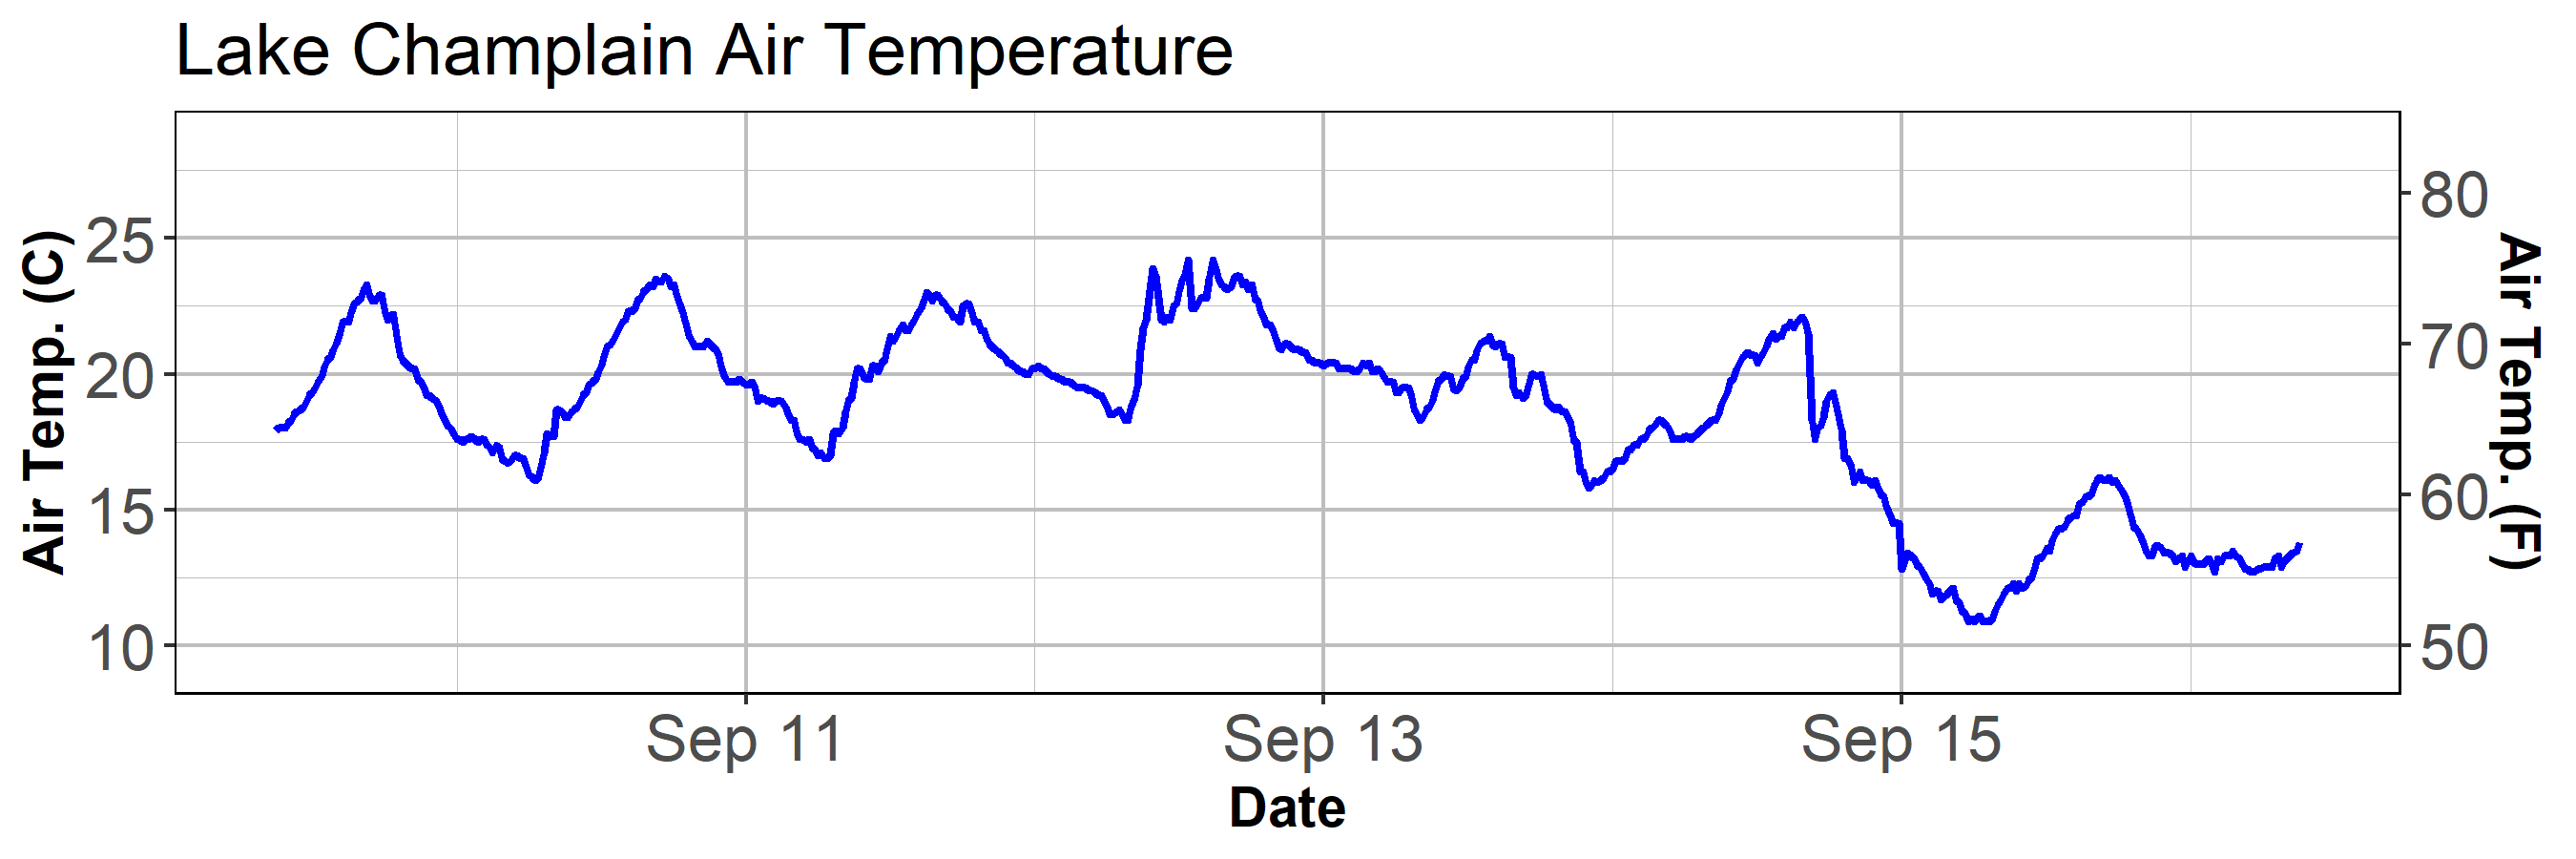 Lake Champlain Air Temperature
Air Temp. (C)
25
20
15
10
80
70
60
50
Air Temp. (F)
Sep 11
Sep 13
Sep 15
Date